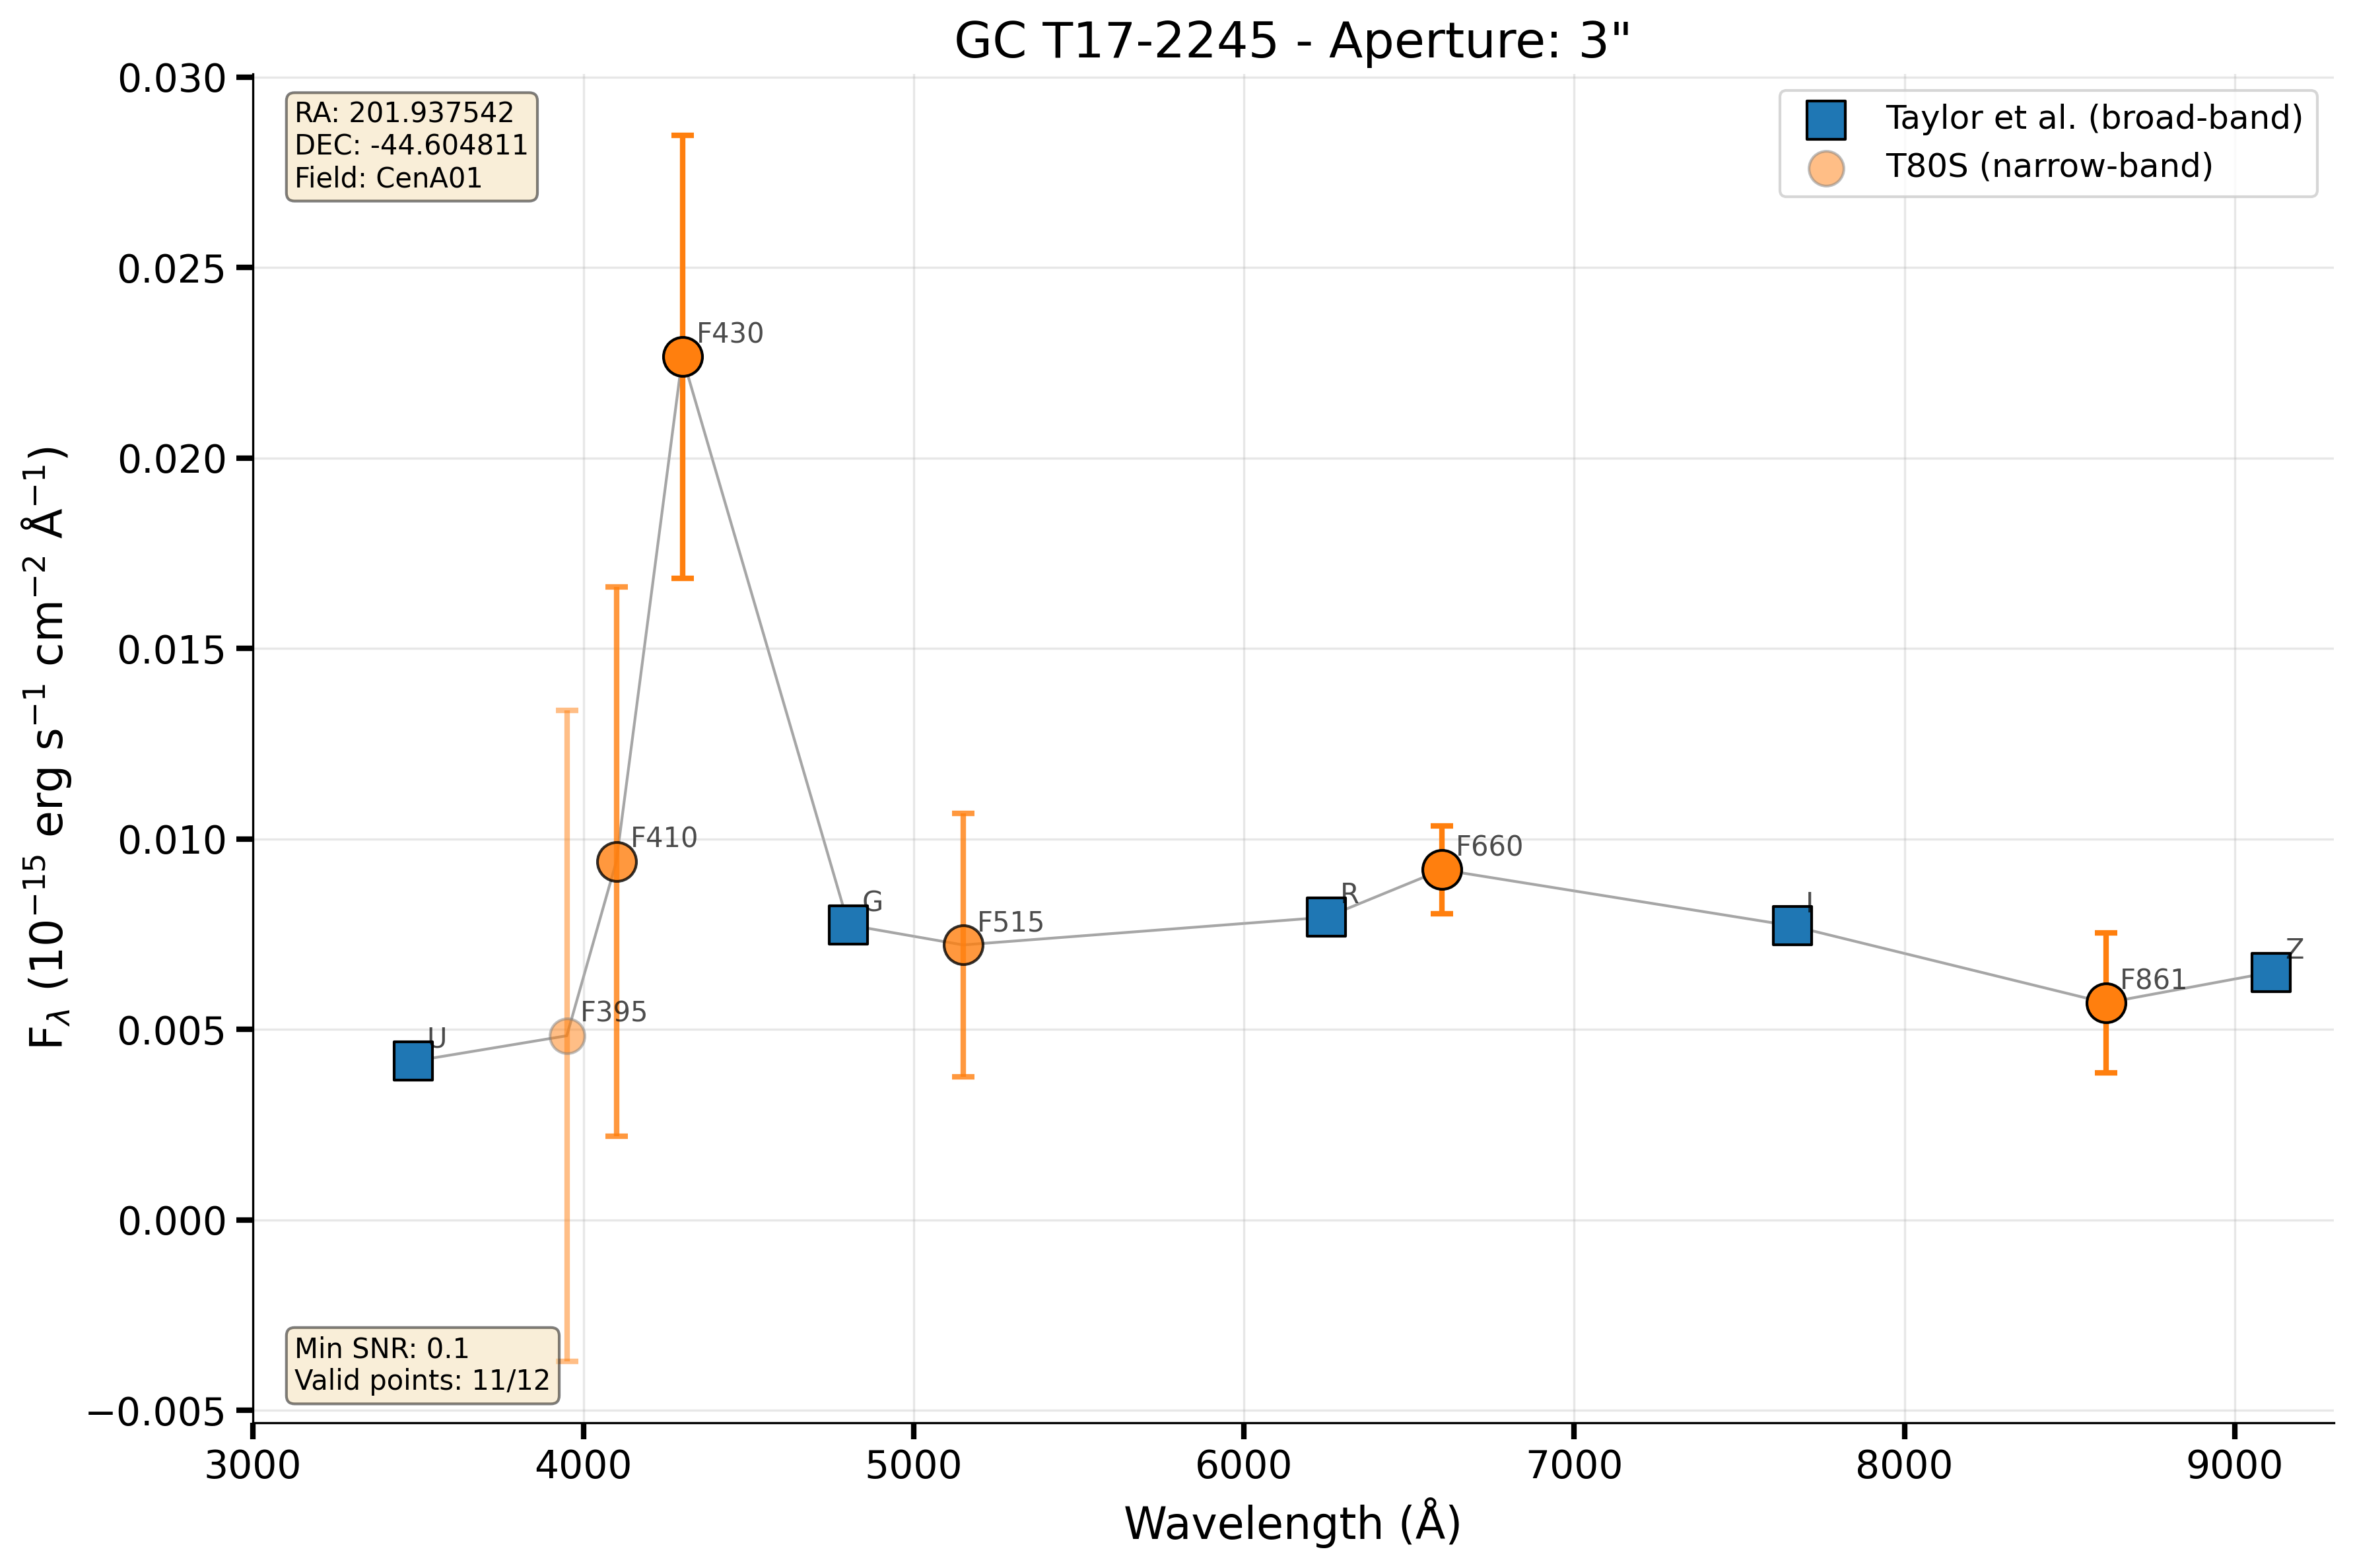 GC T17-2245 - Aperture: 3"
RA: 201.937542
DEC: -44.604811
Field: CenA01
Taylor et al. (broad-band)
T80S (narrow-band)
0.030
0.025
0.020
0.015
0.010
0.005
0.000
−0.005
F_λ (10⁻¹⁵ erg s⁻¹ cm⁻² Å⁻¹)
U
F395
F410
F430
G
F515
R
F660
I
F861
Z
Min SNR: 0.1
Valid points: 11/12
3000 4000 5000 6000 7000 8000 9000
Wavelength (Å)